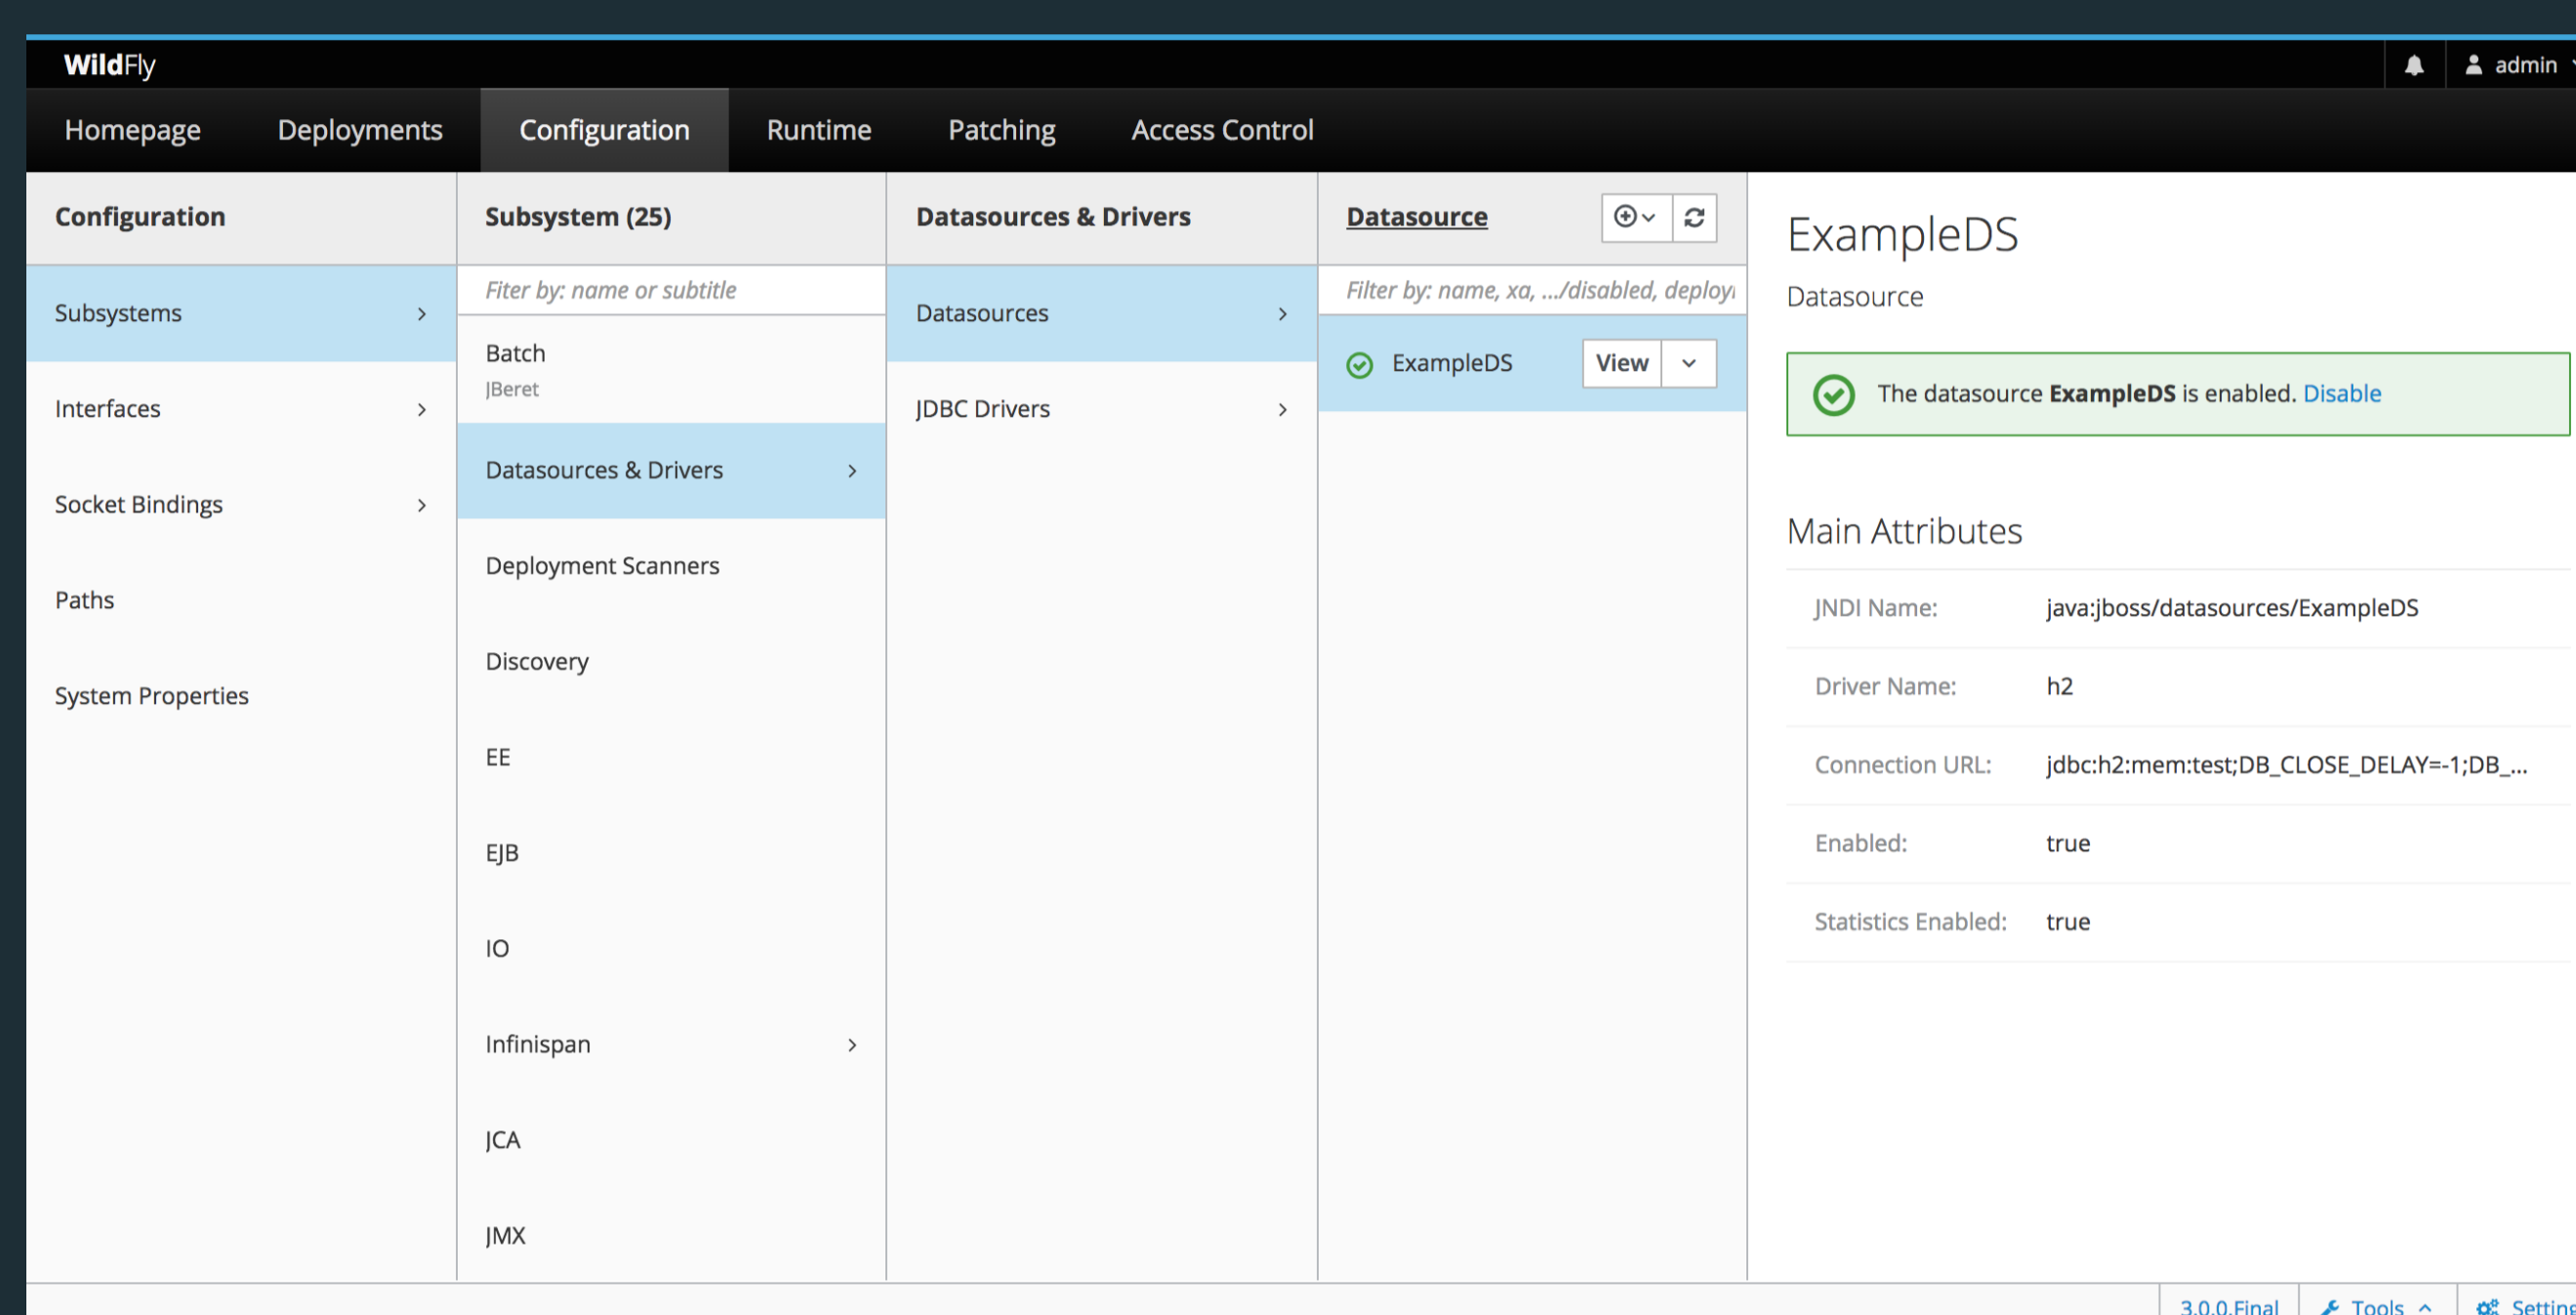 WildFly
admin
Homepage Deployments Configuration Runtime Patching Access Control
Configuration
Subsystems
Interfaces
Socket Bindings
Paths
System Properties
Subsystem (25)
Fiter by: name or subtitle
Batch
JBeret
Datasources & Drivers
Deployment Scanners
Discovery
EE
EJB
IO
Infinispan
JCA
JMX
Datasources & Drivers
Datasources
JDBC Drivers
Datasource
Filter by: name, xa, .../disabled, deploy
ExampleDS View
ExampleDS
Datasource
The datasource ExampleDS is enabled. Disable
Main Attributes
JNDI Name: java:jboss/datasources/ExampleDS
Driver Name: h2
Connection URL: jdbc:h2:mem:test;DB_CLOSE_DELAY=-1;DB_...
Enabled: true
Statistics Enabled: true
3.0.0.Final Tools Setting